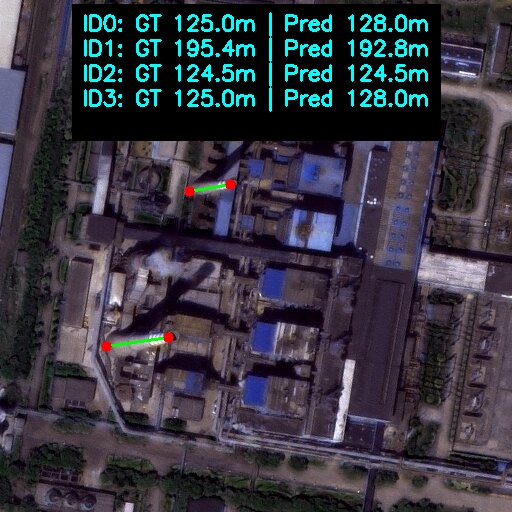 ID0: GT 125.0m | Pred 128.0m
ID1: GT 195.4m | Pred 192.8m
ID2: GT 124.5m | Pred 124.5m
ID3: GT 125.0m | Pred 128.0m